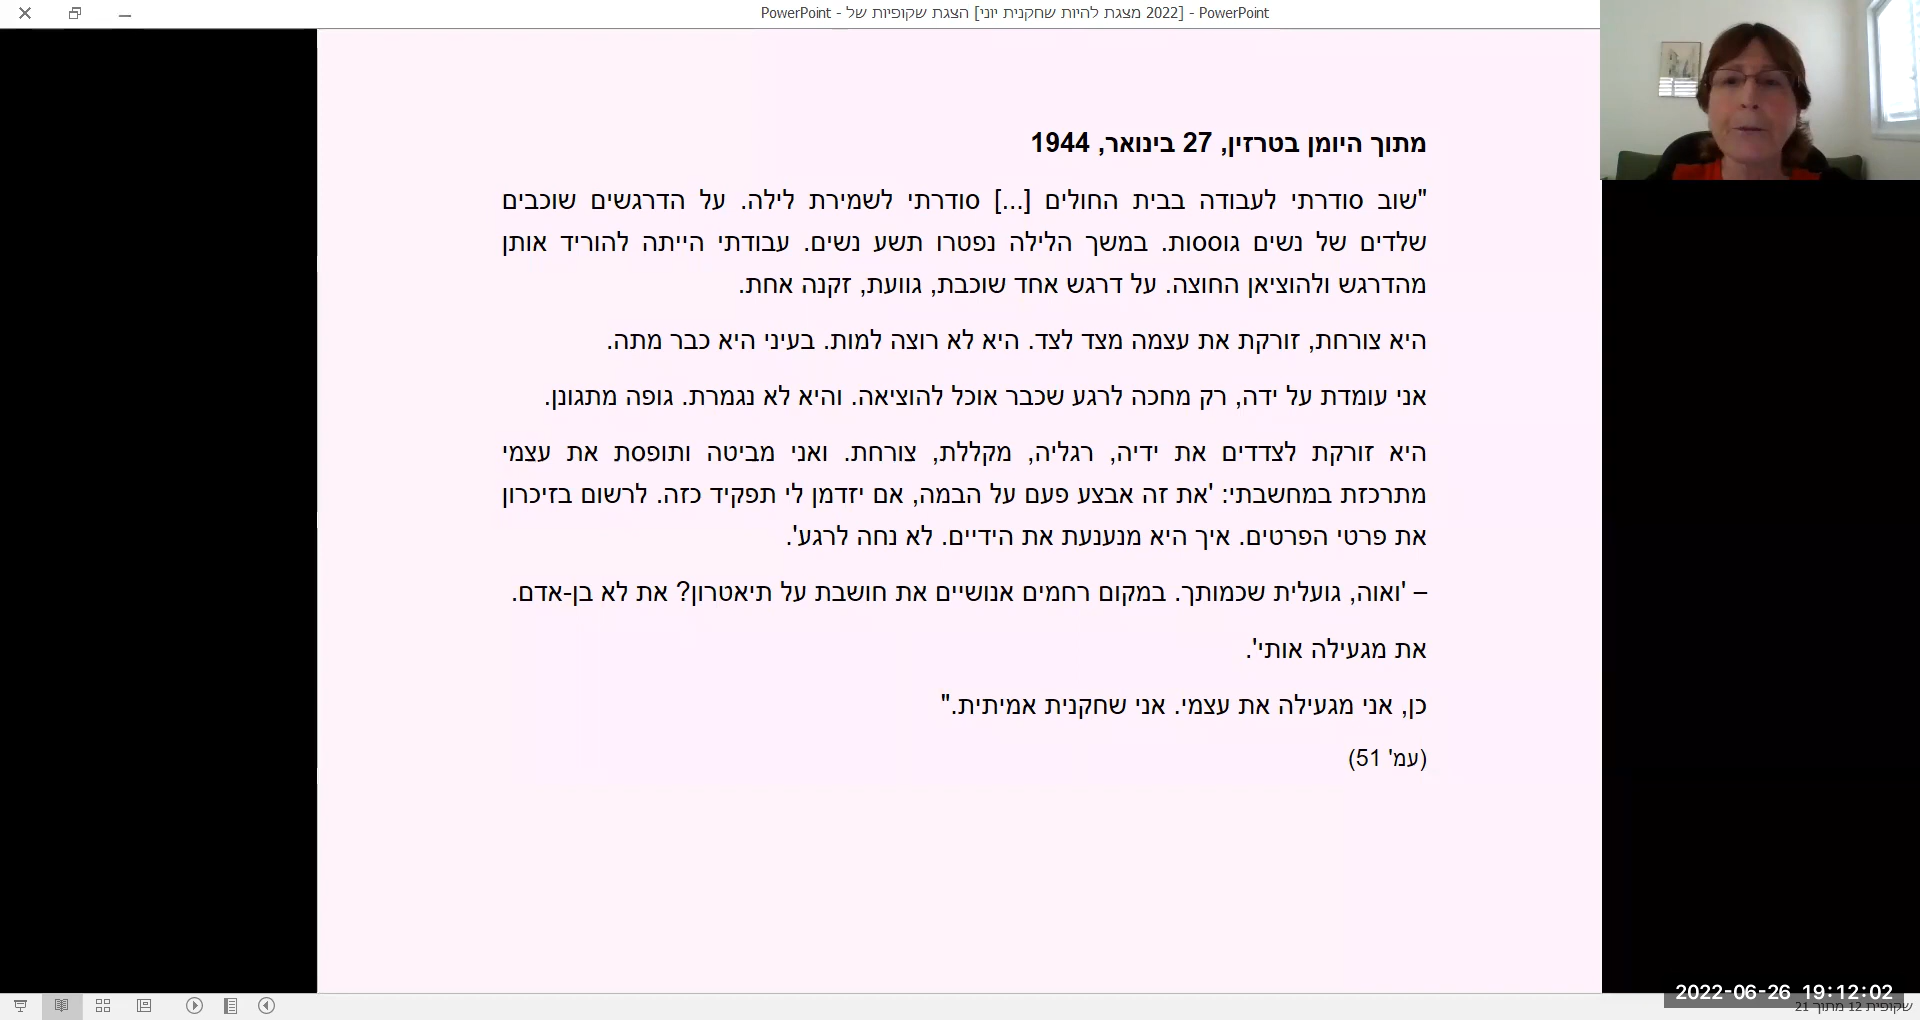 PowerPoint - [2022 מצגת להיות שחקנית יוני] הצגת שקופיות של - PowerPoint
מתוך היומן בטרזין, 27 בינואר, 1944
"שוב סודרתי לעבודה בבית החולים [...] סודרתי לשמירת לילה. על הדרגשים שוכבים
שלדים של נשים גוססות. במשך הלילה נפטרו תשע נשים. עבודתי הייתה להוריד אותן
מהדרגש ולהוציאן החוצה. על דרגש אחד שוכבת, גוועת, זקנה אחת.
היא צורחת, זורקת את עצמה מצד לצד. היא לא רוצה למות. בעיני היא כבר מתה.
אני עומדת על ידה, רק מחכה לרגע שכבר אוכל להוציאה. והיא לא נגמרת. גופה מתגונן.
היא זורקת לצדדים את ידיה, רגליה, מקללת, צורחת. ואני מביטה ותופסת את עצמי
מתרכזת במחשבתי: 'את זה אבצע פעם על הבמה, אם יזדמן לי תפקיד כזה. לרשום בזיכרון
את פרטי הפרטים. איך היא מנענעת את הידיים. לא נחה לרגע'.
– 'ואוה, גועלית שכמותך. במקום רחמים אנושיים את חושבת על תיאטרון? את לא בן-אדם.
את מגעילה אותי'.
כן, אני מגעילה את עצמי. אני שחקנית אמיתית."
(עמ' 51)
2022-06-26 19:12:02
שקופית 12 מתוך 21